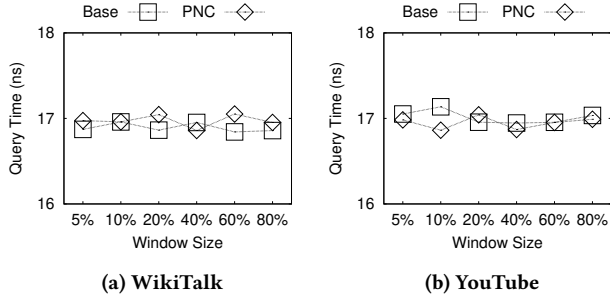 Base PNC
18
17
16
Query Time (ns)
5% 10% 20% 40% 60% 80%
Window Size
(a) WikiTalk
Base PNC
18
17
16
Query Time (ns)
5% 10% 20% 40% 60% 80%
Window Size
(b) YouTube